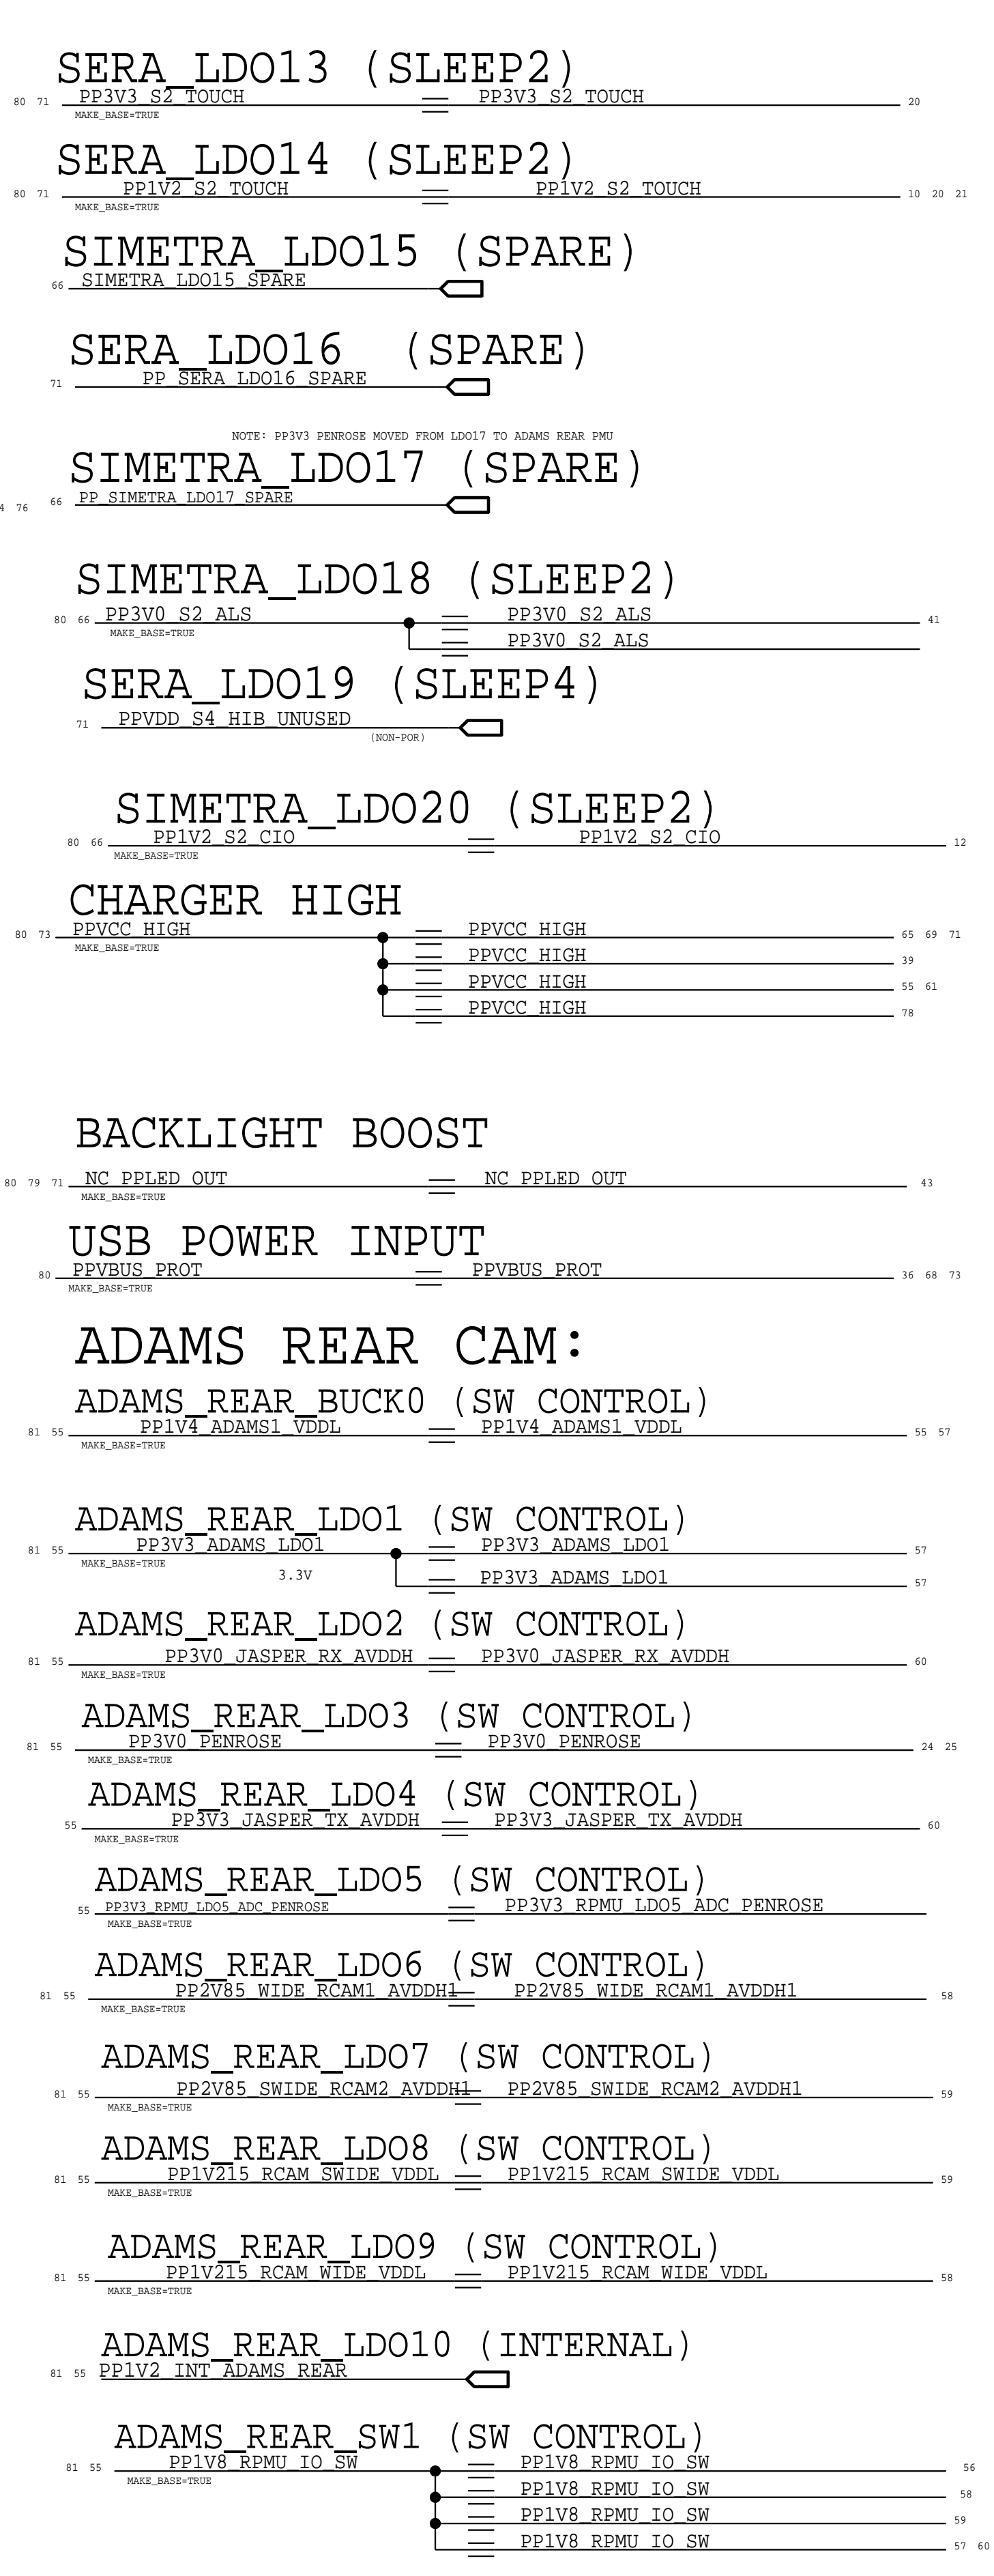 SERA_LDO13 (SLEEP2)
80 71 PP3V3_S2_TOUCH PP3V3_S2_TOUCH 20
MAKE_BASE=TRUE
SERA_LDO14 (SLEEP2)
80 71 PP1V2_S2_TOUCH PP1V2_S2_TOUCH 10 20 21
MAKE_BASE=TRUE
SIMETRA_LDO15 (SPARE)
66 SIMETRA_LDO15_SPARE
SERA_LDO16 (SPARE)
71 PP_SERA_LDO16_SPARE
NOTE: PP3V3 PENROSE MOVED FROM LDO17 TO ADAMS REAR PMU
SIMETRA_LDO17 (SPARE)
4 76 66 PP_SIMETRA_LDO17_SPARE
SIMETRA_LDO18 (SLEEP2)
80 66 PP3V0_S2_ALS PP3V0_S2_ALS 41
MAKE_BASE=TRUE
PP3V0_S2_ALS
SERA_LDO19 (SLEEP4)
71 PPVDD_S4_HIB_UNUSED
(NON-POR)
SIMETRA_LDO20 (SLEEP2)
80 66 PP1V2_S2_CIO PP1V2_S2_CIO 12
MAKE_BASE=TRUE
CHARGER HIGH
80 73 PPVCC_HIGH PPVCC_HIGH 65 69 71
MAKE_BASE=TRUE
PPVCC_HIGH 39
PPVCC_HIGH 55 61
PPVCC_HIGH 78
BACKLIGHT BOOST
80 79 71 NC_PPLED_OUT NC_PPLED_OUT 43
MAKE_BASE=TRUE
USB POWER INPUT
80 PPVBUS_PROT PPVBUS_PROT 36 68 73
MAKE_BASE=TRUE
ADAMS REAR CAM:
ADAMS_REAR_BUCK0 (SW CONTROL)
81 55 PP1V4_ADAMS1_VDDL PP1V4_ADAMS1_VDDL 55 57
MAKE_BASE=TRUE
ADAMS_REAR_LDO1 (SW CONTROL)
81 55 PP3V3_ADAMS_LDO1 PP3V3_ADAMS_LDO1 57
MAKE_BASE=TRUE
3.3V PP3V3_ADAMS_LDO1 57
ADAMS_REAR_LDO2 (SW CONTROL)
81 55 PP3V0_JASPER_RX_AVDDH PP3V0_JASPER_RX_AVDDH 60
MAKE_BASE=TRUE
ADAMS_REAR_LDO3 (SW CONTROL)
81 55 PP3V0_PENROSE PP3V0_PENROSE 24 25
MAKE_BASE=TRUE
ADAMS_REAR_LDO4 (SW CONTROL)
55 PP3V3_JASPER_TX_AVDDH PP3V3_JASPER_TX_AVDDH 60
MAKE_BASE=TRUE
ADAMS_REAR_LDO5 (SW CONTROL)
55 PP3V3_RPMU_LDO5_ADC_PENROSE PP3V3_RPMU_LDO5_ADC_PENROSE
MAKE_BASE=TRUE
ADAMS_REAR_LDO6 (SW CONTROL)
81 55 PP2V85_WIDE_RCAM1_AVDDH1 PP2V85_WIDE_RCAM1_AVDDH1 58
MAKE_BASE=TRUE
ADAMS_REAR_LDO7 (SW CONTROL)
81 55 PP2V85_SWIDE_RCAM2_AVDDH1 PP2V85_SWIDE_RCAM2_AVDDH1 59
MAKE_BASE=TRUE
ADAMS_REAR_LDO8 (SW CONTROL)
81 55 PP1V215_RCAM_SWIDE_VDDL PP1V215_RCAM_SWIDE_VDDL 59
MAKE_BASE=TRUE
ADAMS_REAR_LDO9 (SW CONTROL)
81 55 PP1V215_RCAM_WIDE_VDDL PP1V215_RCAM_WIDE_VDDL 58
MAKE_BASE=TRUE
ADAMS_REAR_LDO10 (INTERNAL)
81 55 PP1V2_INT_ADAMS_REAR
ADAMS_REAR_SW1 (SW CONTROL)
81 55 PP1V8_RPMU_IO_SW PP1V8_RPMU_IO_SW 56
MAKE_BASE=TRUE
PP1V8_RPMU_IO_SW 58
PP1V8_RPMU_IO_SW 59
PP1V8_RPMU_IO_SW 57 60